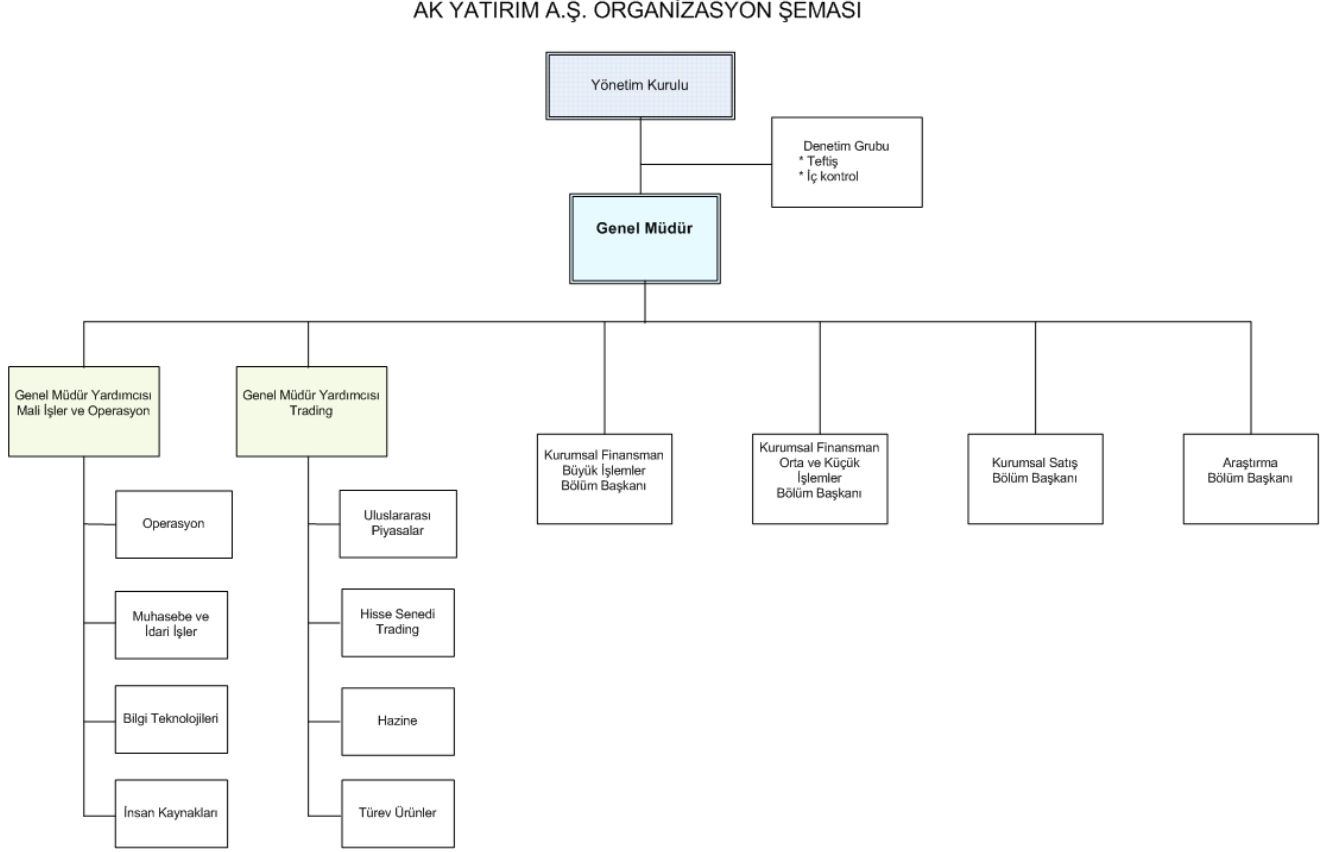 AK YATIRIM A.Ş. ORGANİZASYON ŞEMASI
Yönetim Kurulu
Denetim Grubu
* Teftiş
* İç kontrol
Genel Müdür
Genel Müdür Yardımcısı
Mali İşler ve Operasyon
Genel Müdür Yardımcısı
Trading
Kurumsal Finansman
Büyük İşlemler
Bölüm Başkanı
Kurumsal Finansman
Orta ve Küçük
İşlemler
Bölüm Başkanı
Kurumsal Satış
Bölüm Başkanı
Araştırma
Bölüm Başkanı
Operasyon
Muhasebe ve
İdari İşler
Bilgi Teknolojileri
İnsan Kaynakları
Uluslararası
Piyasalar
Hisse Senedi
Trading
Hazine
Türev Ürünler